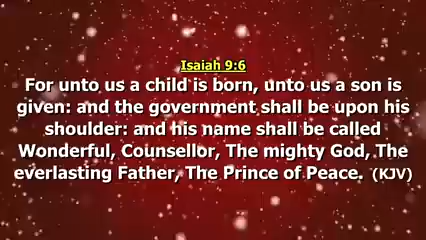 Isaiah 9:6
For unto us a child is born, unto us a son is
given: and the government shall be upon his
shoulder: and his name shall be called
Wonderful, Counsellor, The mighty God, The
everlasting Father, The Prince of Peace. (KJV)